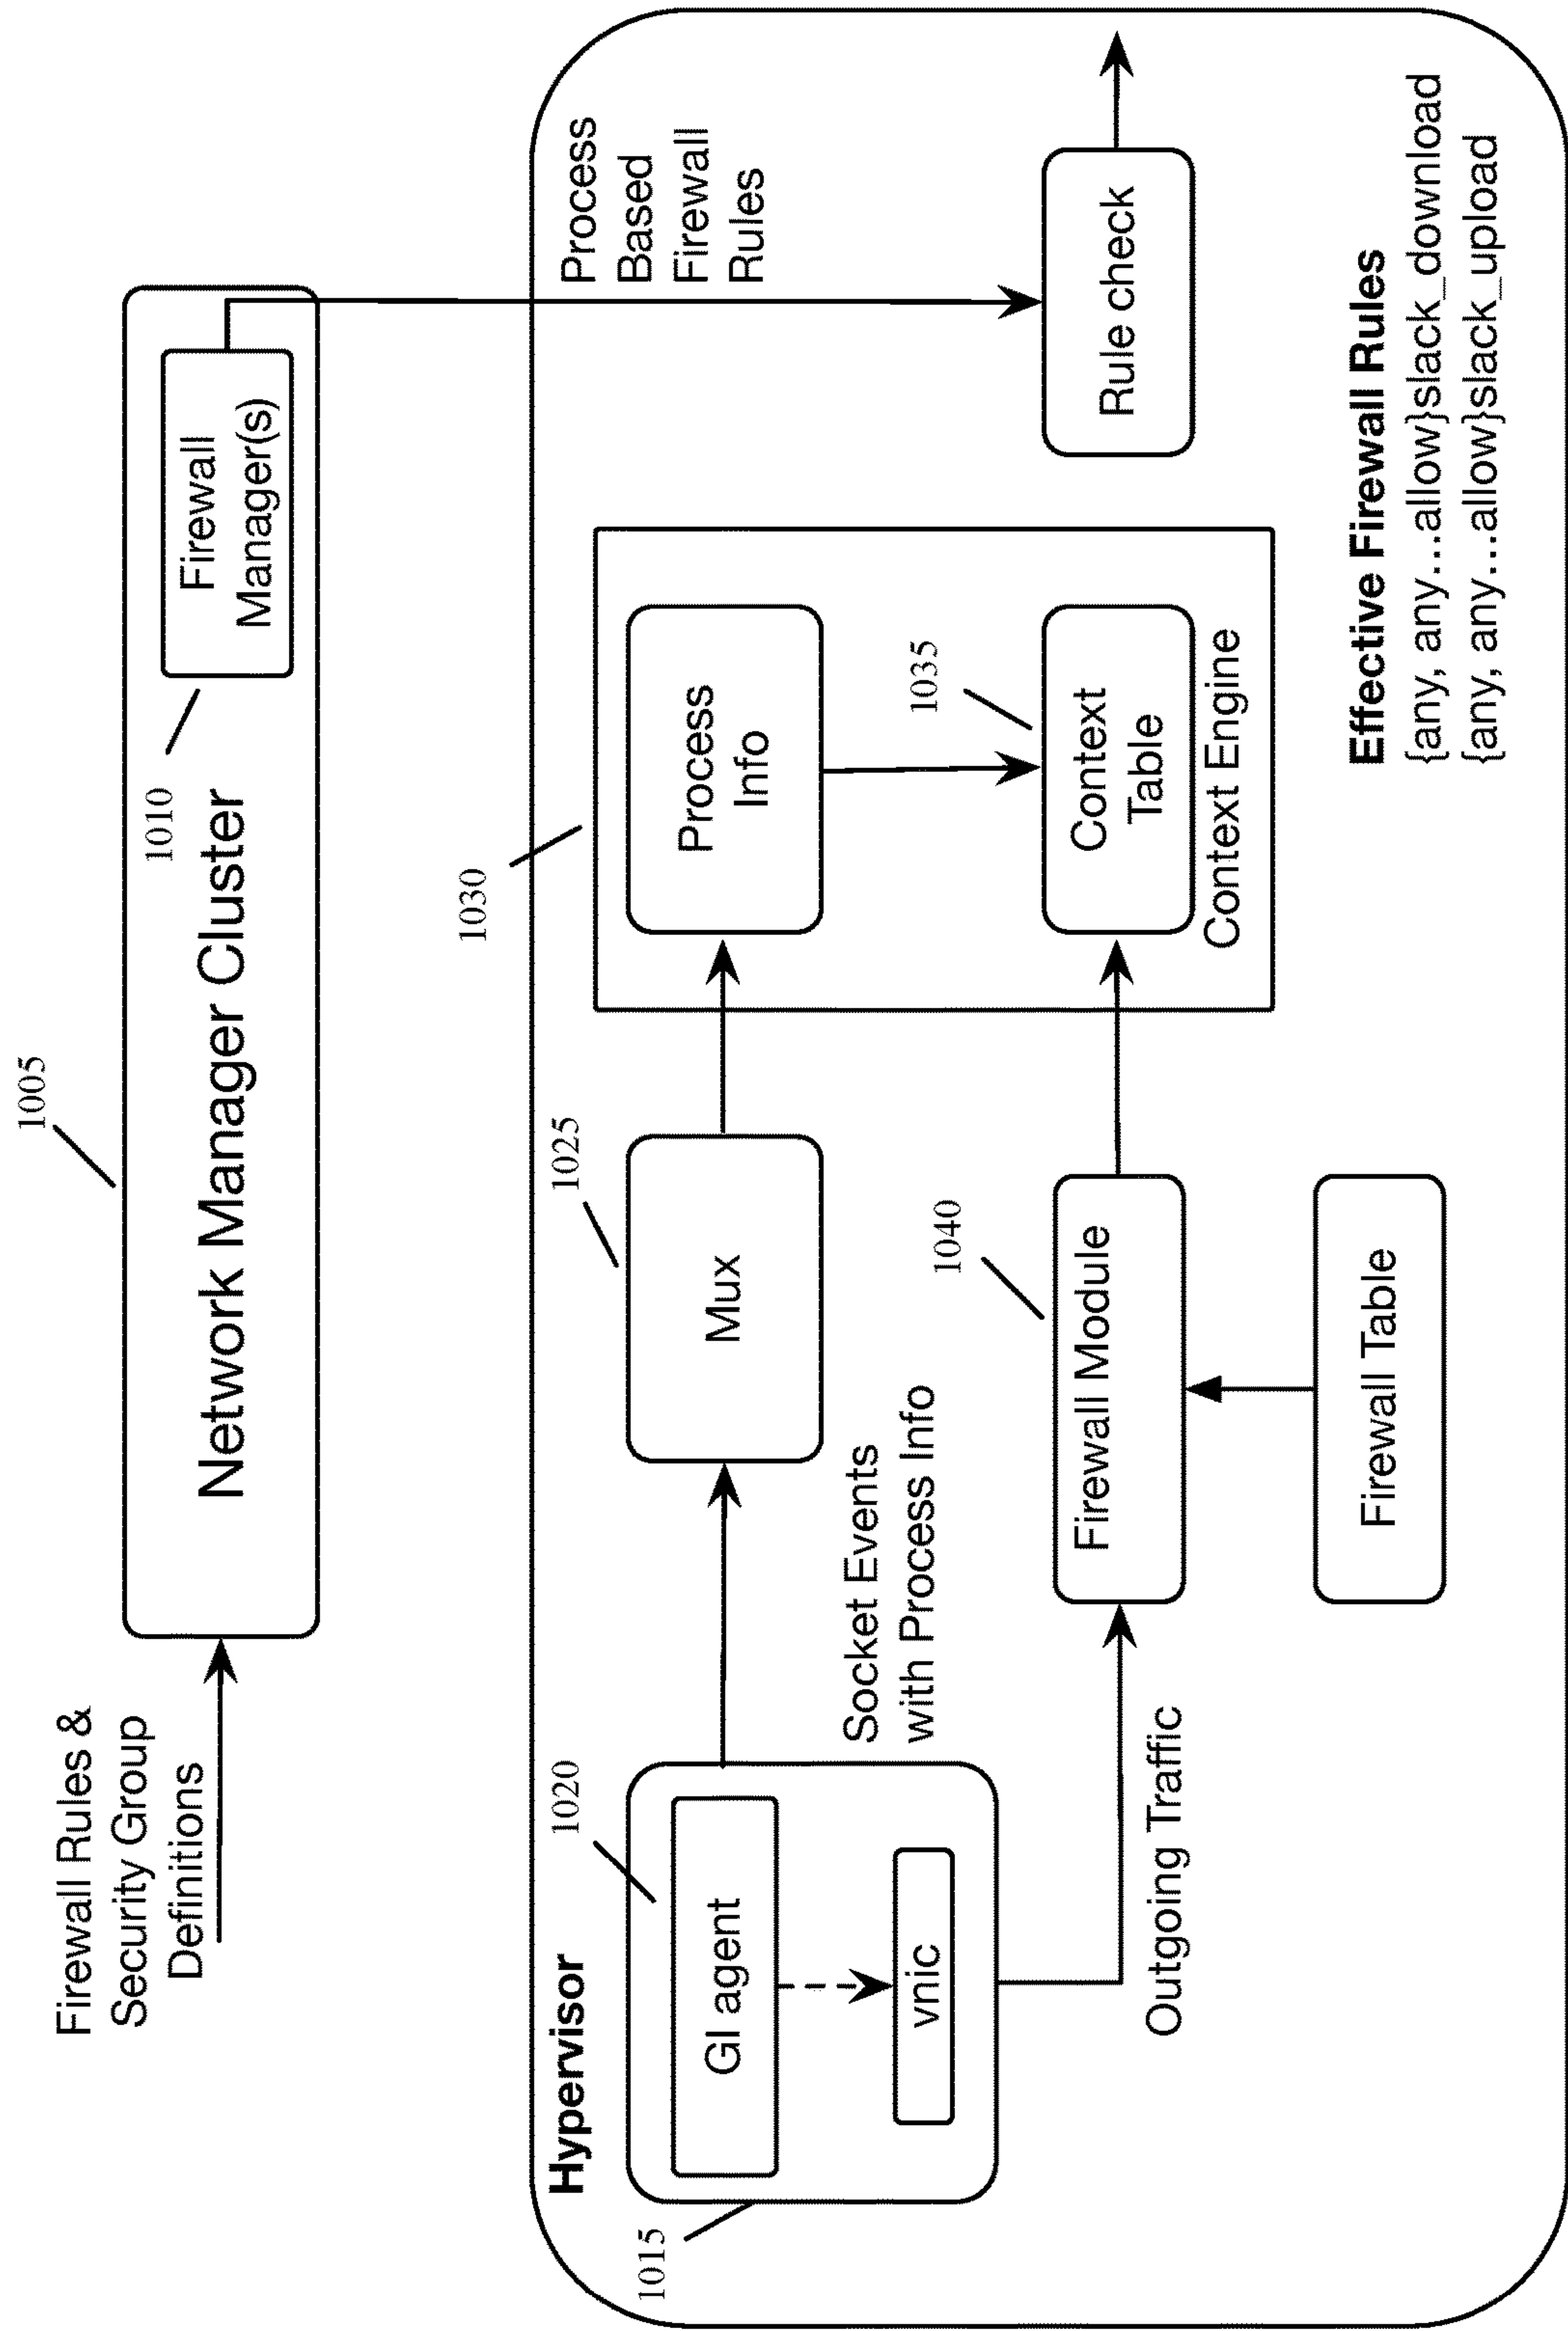 1005
Firewall Rules &
Security Group
Definitions
Network Manager Cluster
1010
Firewall
Manager(s)
Hypervisor
1015
1020
GI agent
vnic
Socket Events
with Process Info
Outgoing Traffic
1025
Mux
1040
Firewall Module
Firewall Table
1030
Process
Info
1035
Context
Table
Context Engine
Process
Based
Firewall
Rules
Rule check
Effective Firewall Rules
{any, any...allow}slack_download
{any, any...allow}slack_upload